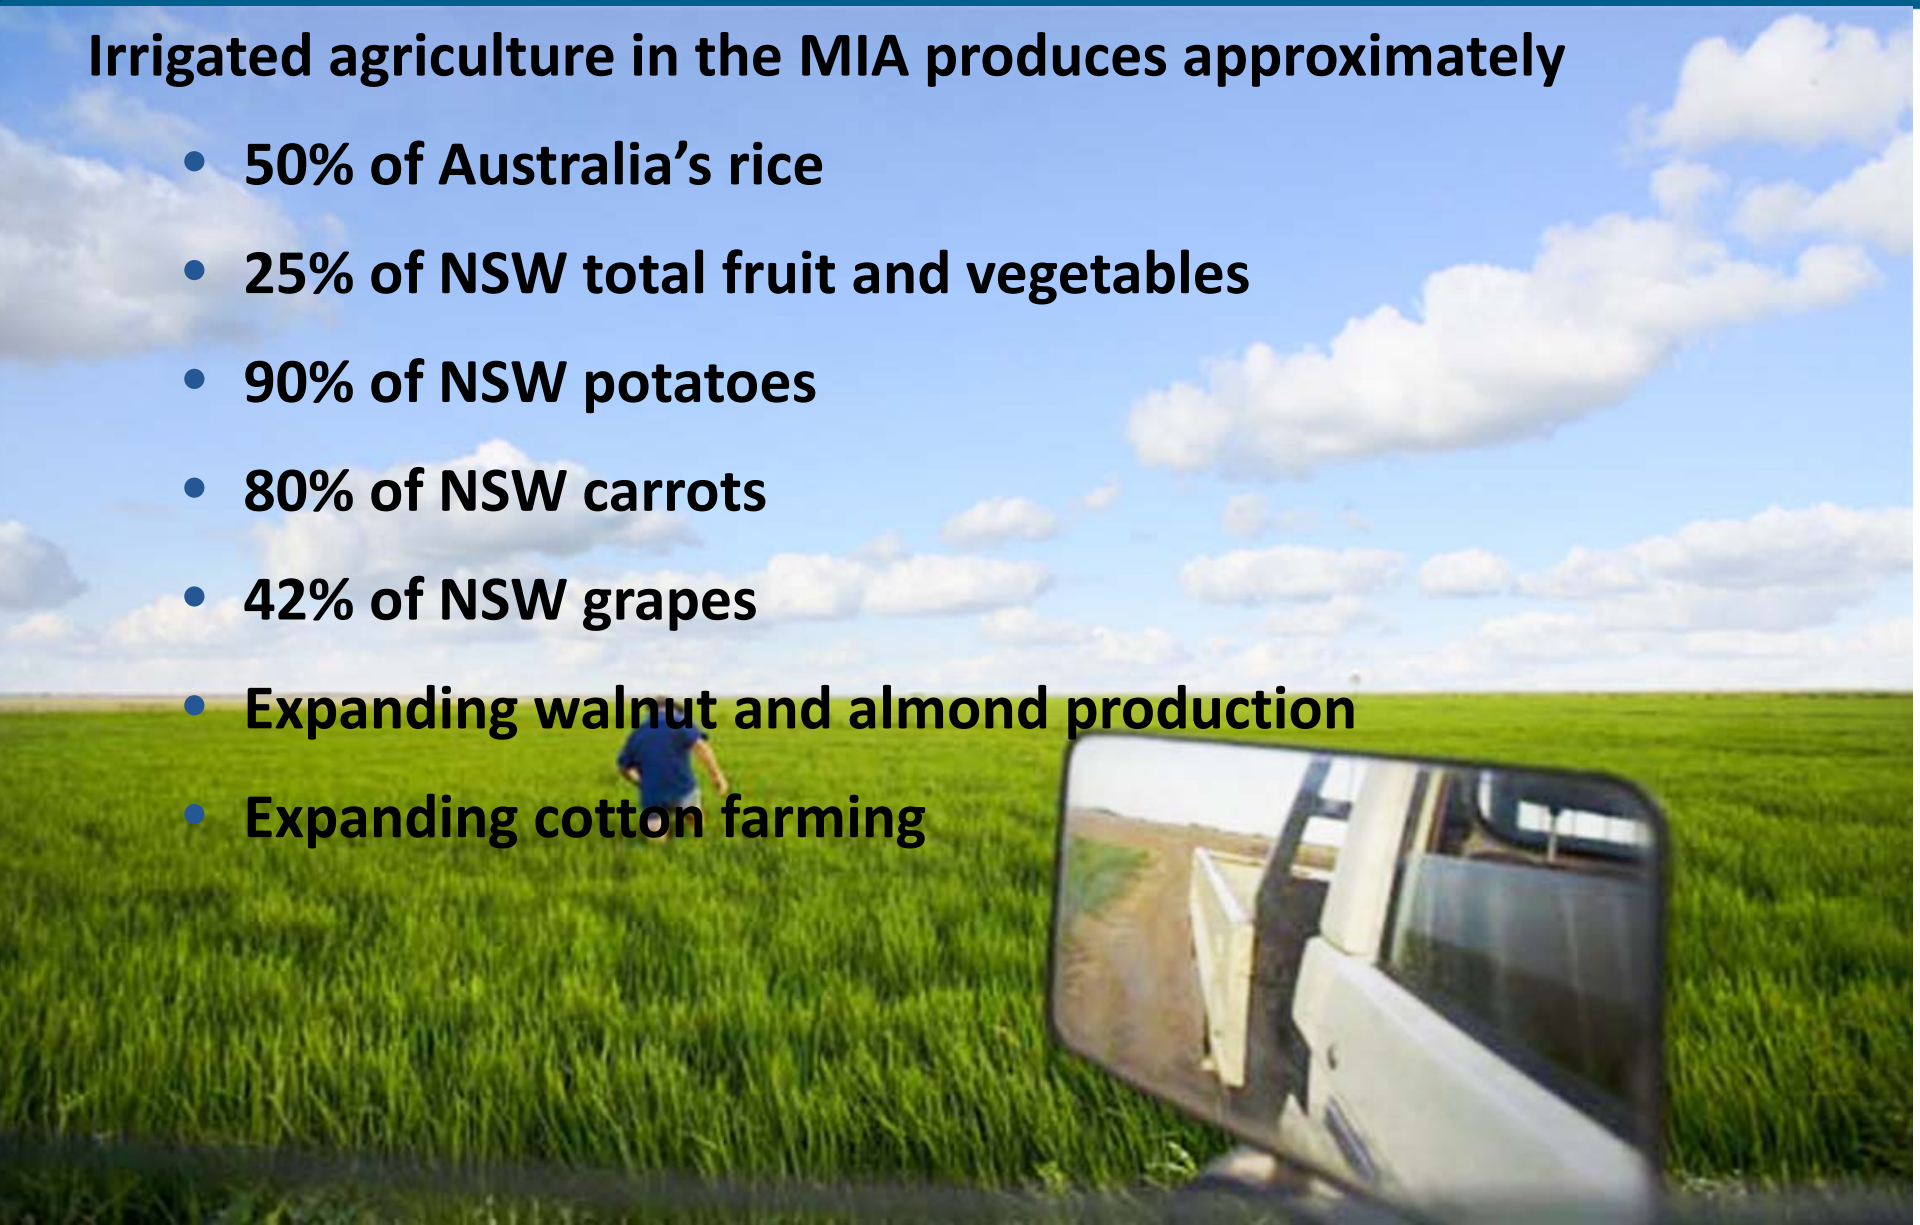 Irrigated agriculture in the MIA produces approximately
• 50% of Australia’s rice
• 25% of NSW total fruit and vegetables
• 90% of NSW potatoes
• 80% of NSW carrots
• 42% of NSW grapes
• Expanding walnut and almond production
• Expanding cotton farming